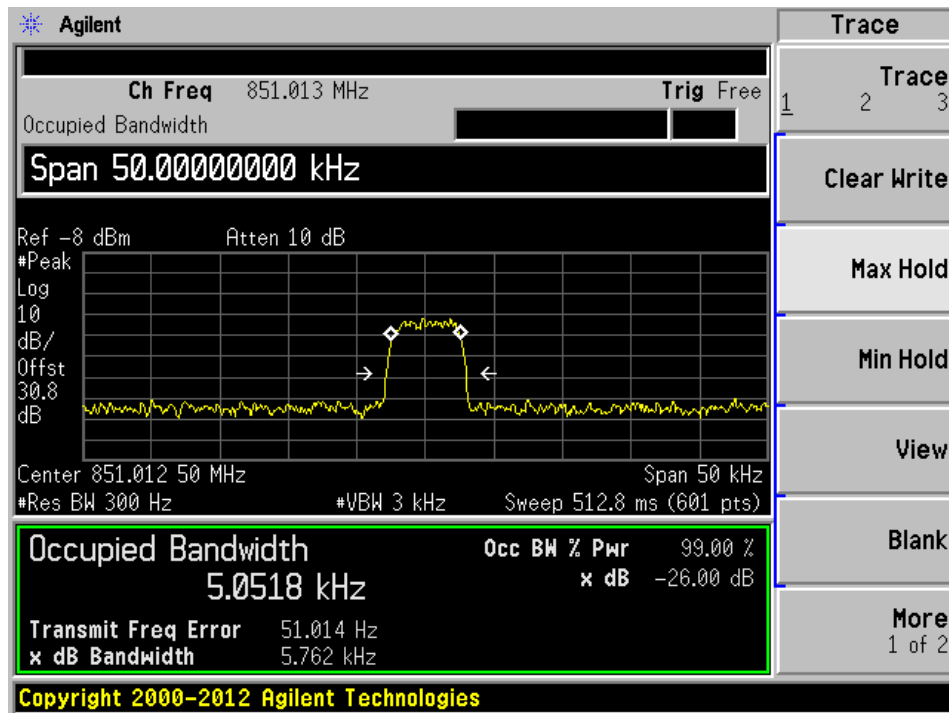 Agilent
Trace
Ch Freq 851.013 MHz Trig Free
Occupied Bandwidth
Span 50.00000000 kHz
Ref -8 dBm Atten 10 dB
#Peak
Log
10
dB/
Offst
30.8
dB
Center 851.012 50 MHz Span 50 kHz
#Res BW 300 Hz #VBW 3 kHz Sweep 512.8 ms (601 pts)
Occupied Bandwidth Occ BW % Pwr 99.00 %
5.0518 kHz x dB -26.00 dB
Transmit Freq Error 51.014 Hz
x dB Bandwidth 5.762 kHz
Copyright 2000-2012 Agilent Technologies
Trace
1 2 3
Clear Write
Max Hold
Min Hold
View
Blank
More
1 of 2